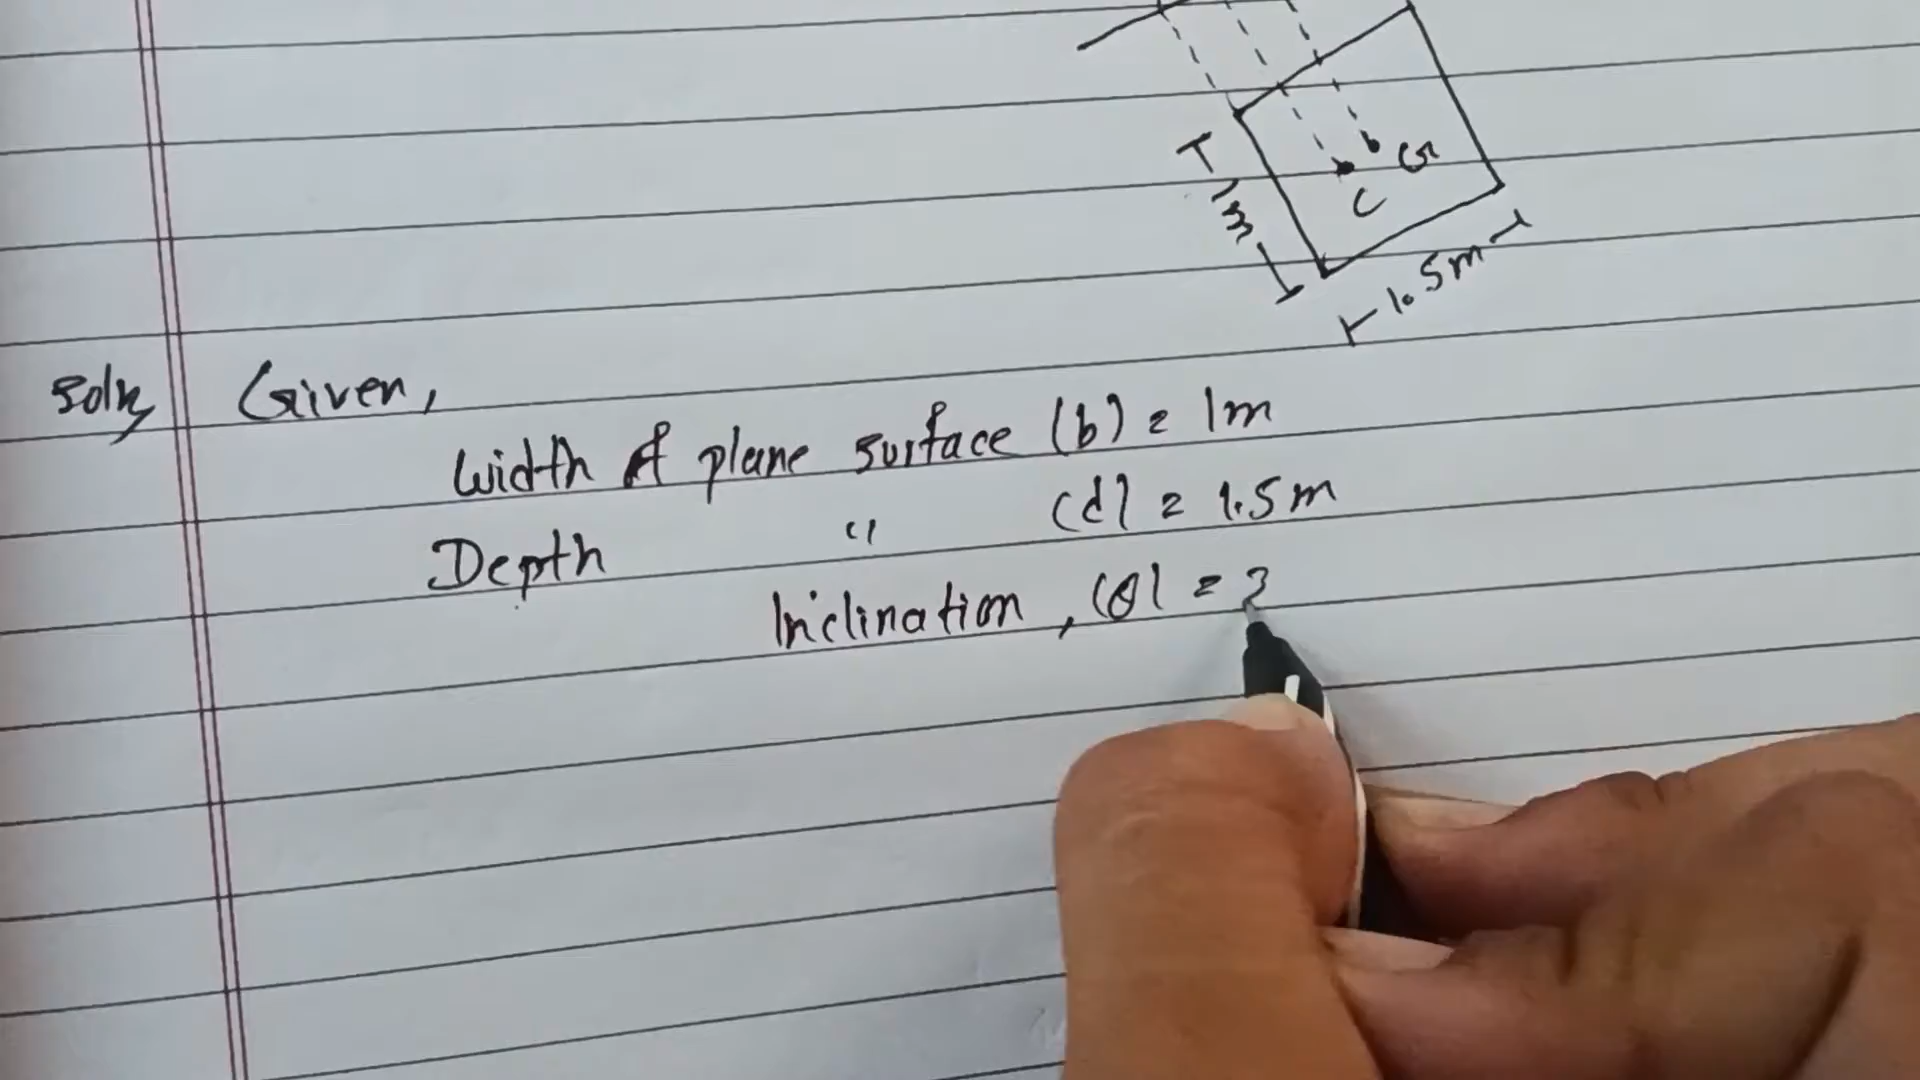 G
C
1m
1.5m
Soln Given,
Width of plane surface (b) = 1m
Depth " (d) = 1.5m
Inclination, (θ) = 3